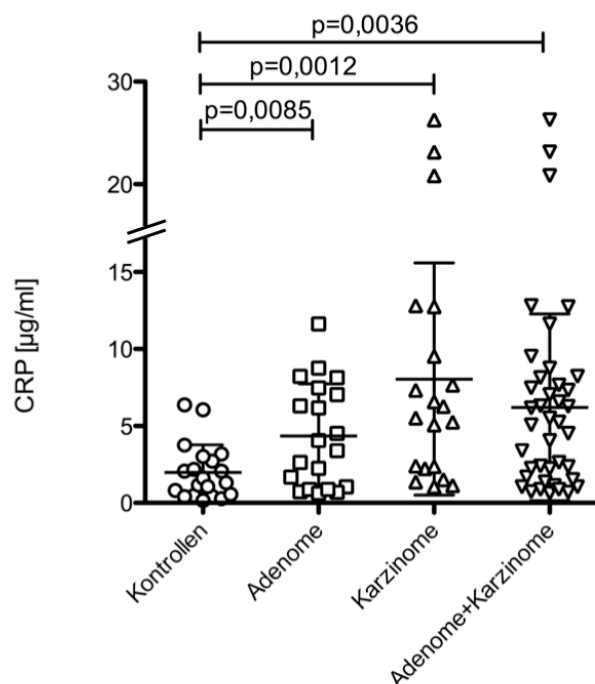 p=0,0036
p=0,0012
p=0,0085
30
20
15
10
5
0
CRP [µg/ml]
Kontrollen
Adenome
Karzinome
Adenome+Karzinome